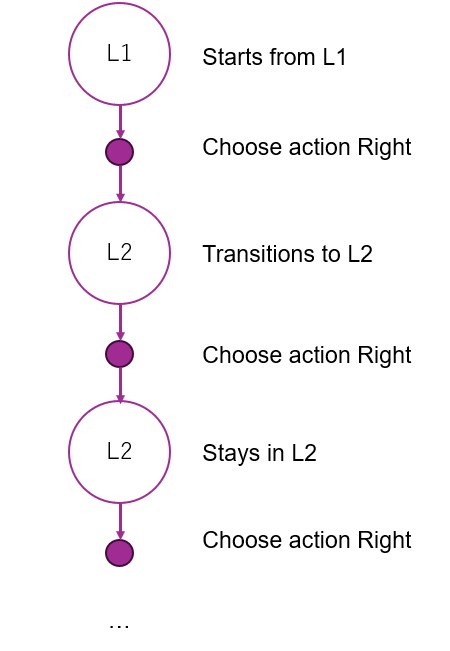 L1
Starts from L1
Choose action Right
L2
Transitions to L2
Choose action Right
L2
Stays in L2
Choose action Right
...